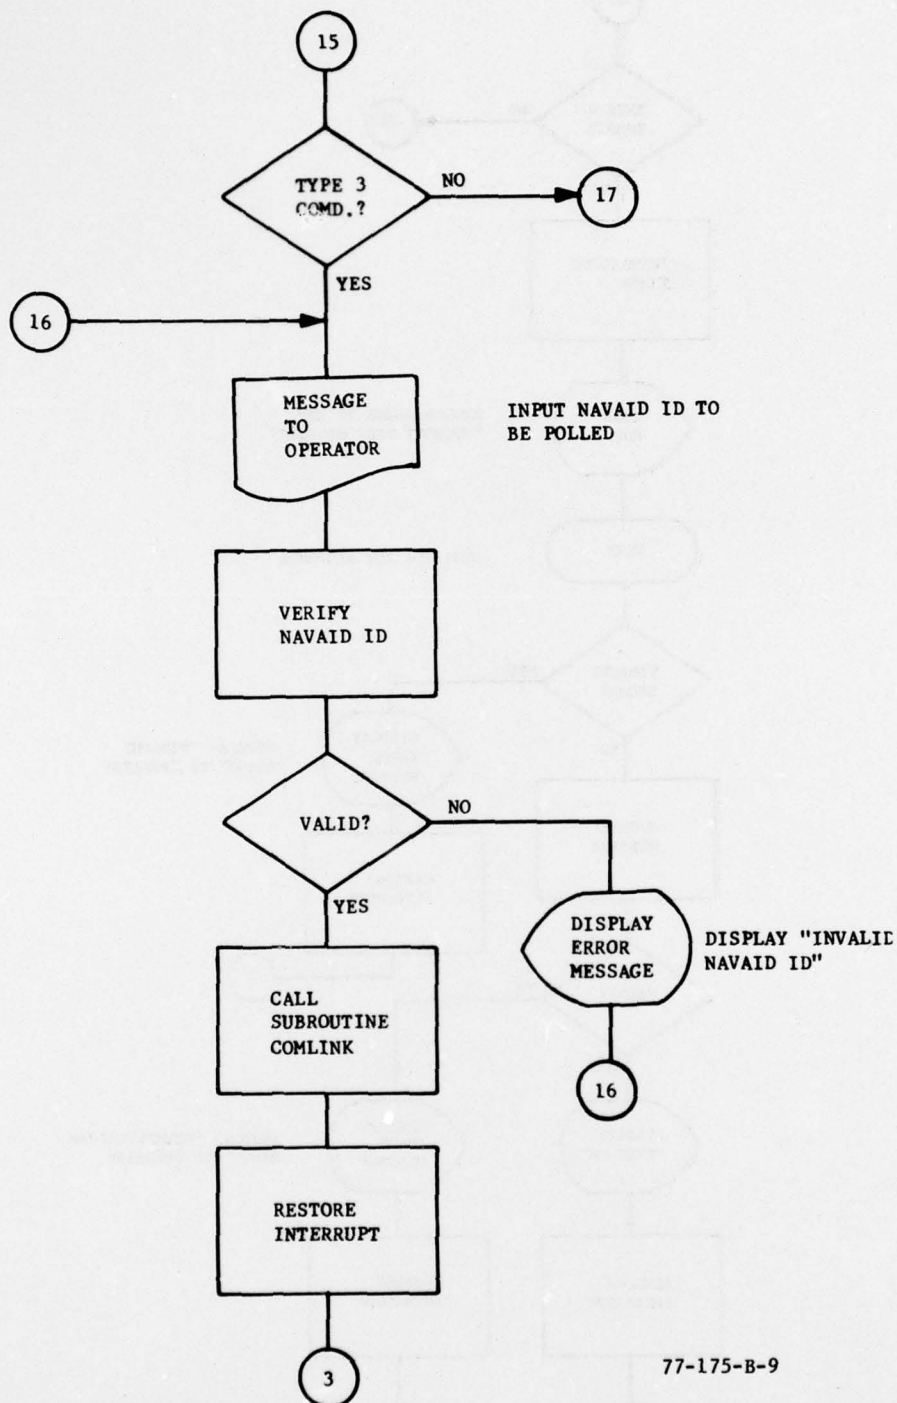 15
TYPE 3
COMD.?
NO
17
YES
16
MESSAGE
TO
OPERATOR
INPUT NAVAID ID TO
BE POLLED
VERIFY
NAVAID ID
VALID?
NO
YES
DISPLAY
ERROR
MESSAGE
DISPLAY "INVALID
NAVAID ID"
CALL
SUBROUTINE
COMLINK
16
RESTORE
INTERRUPT
3
77-175-B-9